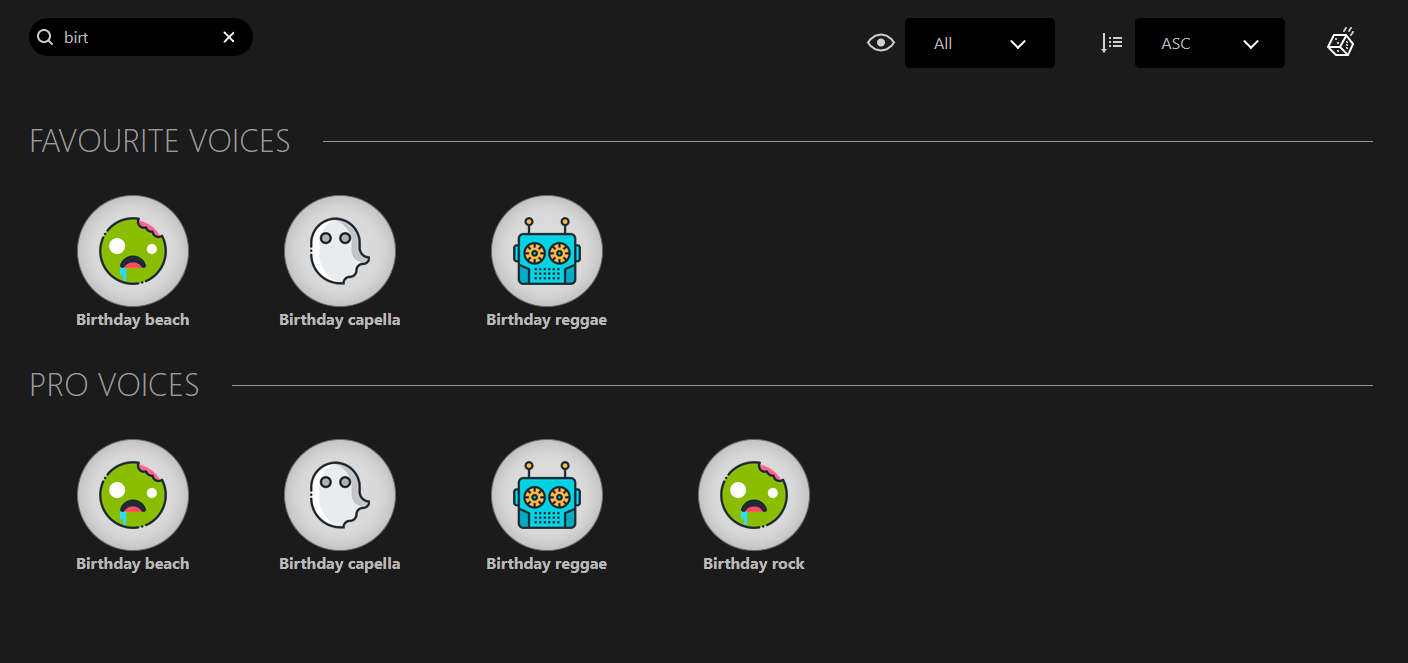 birt
All
ASC
FAVOURITE VOICES
Birthday beach
Birthday capella
Birthday reggae
PRO VOICES
Birthday beach
Birthday capella
Birthday reggae
Birthday rock